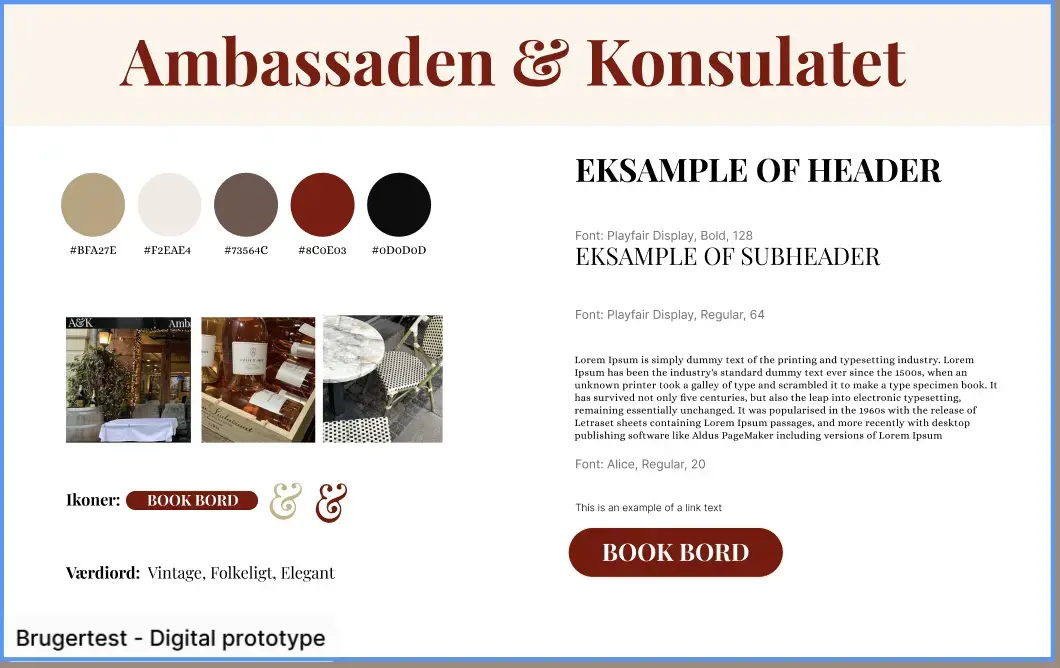 Ambassaden & Konsulatet
#BFA27E
#F2EAE4
#73564C
#8C0E03
#0D0D0D
A&K
Amb
Ikoner:
BOOK BORD
&
&
Værdiord: Vintage, Folkeligt, Elegant
EKSAMPLE OF HEADER
Font: Playfair Display, Bold, 128
EKSAMPLE OF SUBHEADER
Font: Playfair Display, Regular, 64
Lorem Ipsum is simply dummy text of the printing and typesetting industry. Lorem
Ipsum has been the industry's standard dummy text ever since the 1500s, when an
unknown printer took a galley of type and scrambled it to make a type specimen book. It
has survived not only five centuries, but also the leap into electronic typesetting,
remaining essentially unchanged. It was popularised in the 1960s with the release of
Letraset sheets containing Lorem Ipsum passages, and more recently with desktop
publishing software like Aldus PageMaker including versions of Lorem Ipsum
Font: Alice, Regular, 20
This is an example of a link text
BOOK BORD
Brugertest - Digital prototype